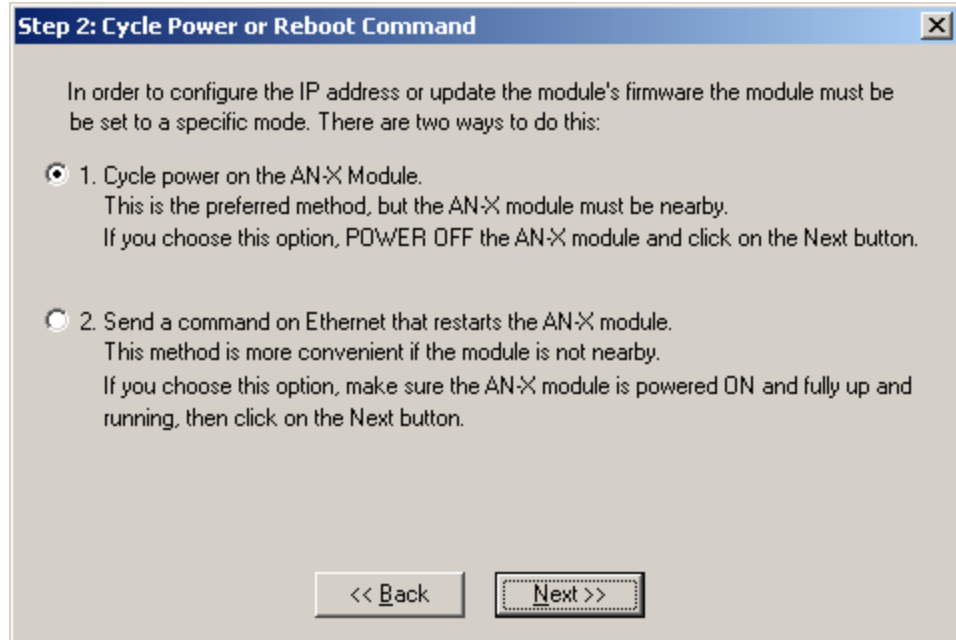 Step 2: Cycle Power or Reboot Command
In order to configure the IP address or update the module's firmware the module must be
be set to a specific mode. There are two ways to do this:
1. Cycle power on the AN-X Module.
This is the preferred method, but the AN-X module must be nearby.
If you choose this option, POWER OFF the AN-X module and click on the Next button.
2. Send a command on Ethernet that restarts the AN-X module.
This method is more convenient if the module is not nearby.
If you choose this option, make sure the AN-X module is powered ON and fully up and
running, then click on the Next button.
<< Back Next >>